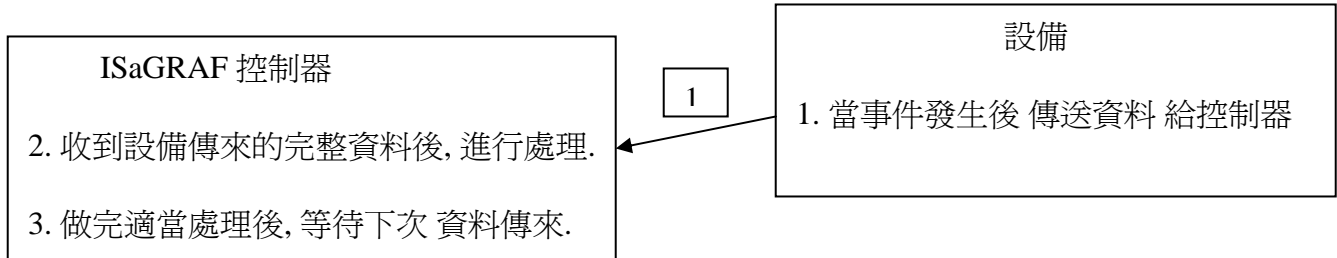 ISaGRAF 控制器
2. 收到設備傳來的完整資料後, 進行處理.
3. 做完適當處理後, 等待下次 資料傳來.
1
設備
1. 當事件發生後 傳送資料 給控制器